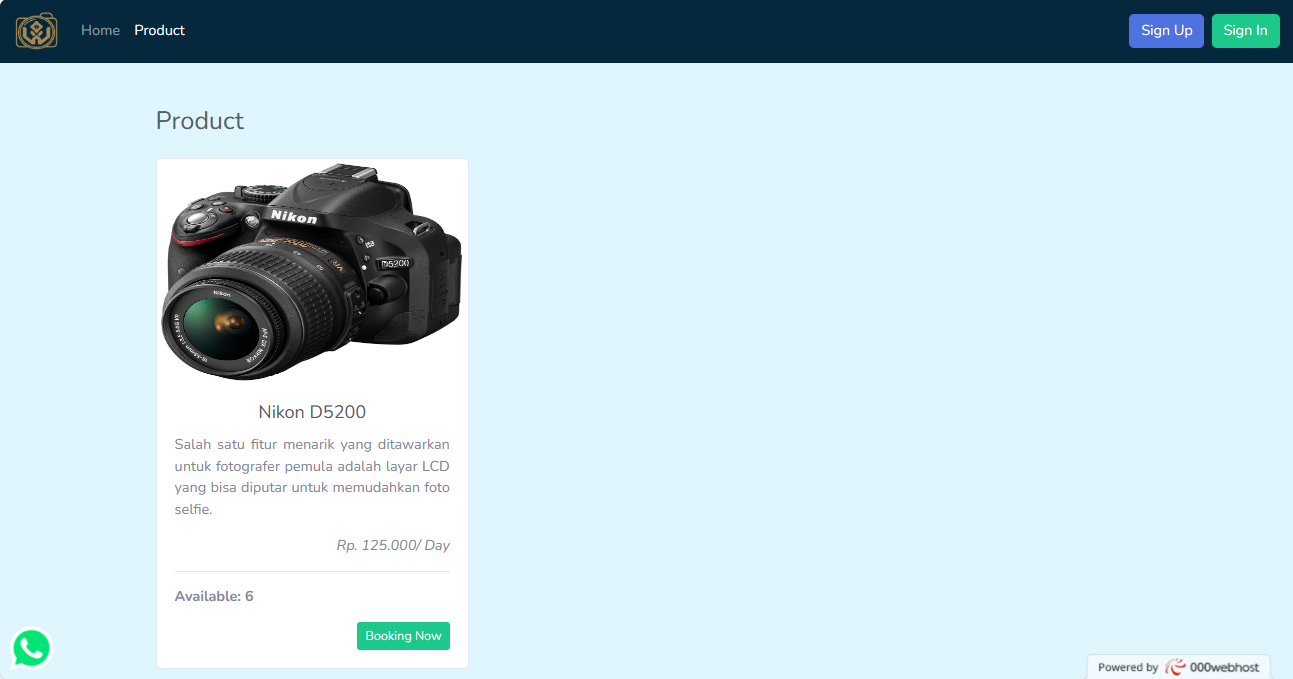 Home Product Sign Up Sign In
Product
Nikon
D5200
Nikon
Nikon D5200
Salah satu fitur menarik yang ditawarkan
untuk fotografer pemula adalah layar LCD
yang bisa diputar untuk memudahkan foto
selfie.
Rp. 125.000/ Day
Available: 6
Booking Now
Powered by 000webhost